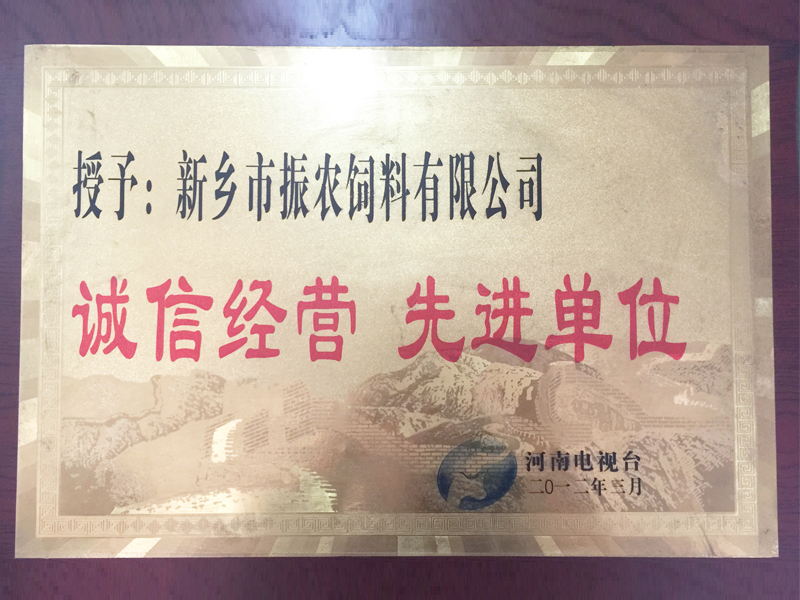 授予：新乡市振农饲料有限公司
诚信经营 先进单位
河南电视台
二〇一二年三月